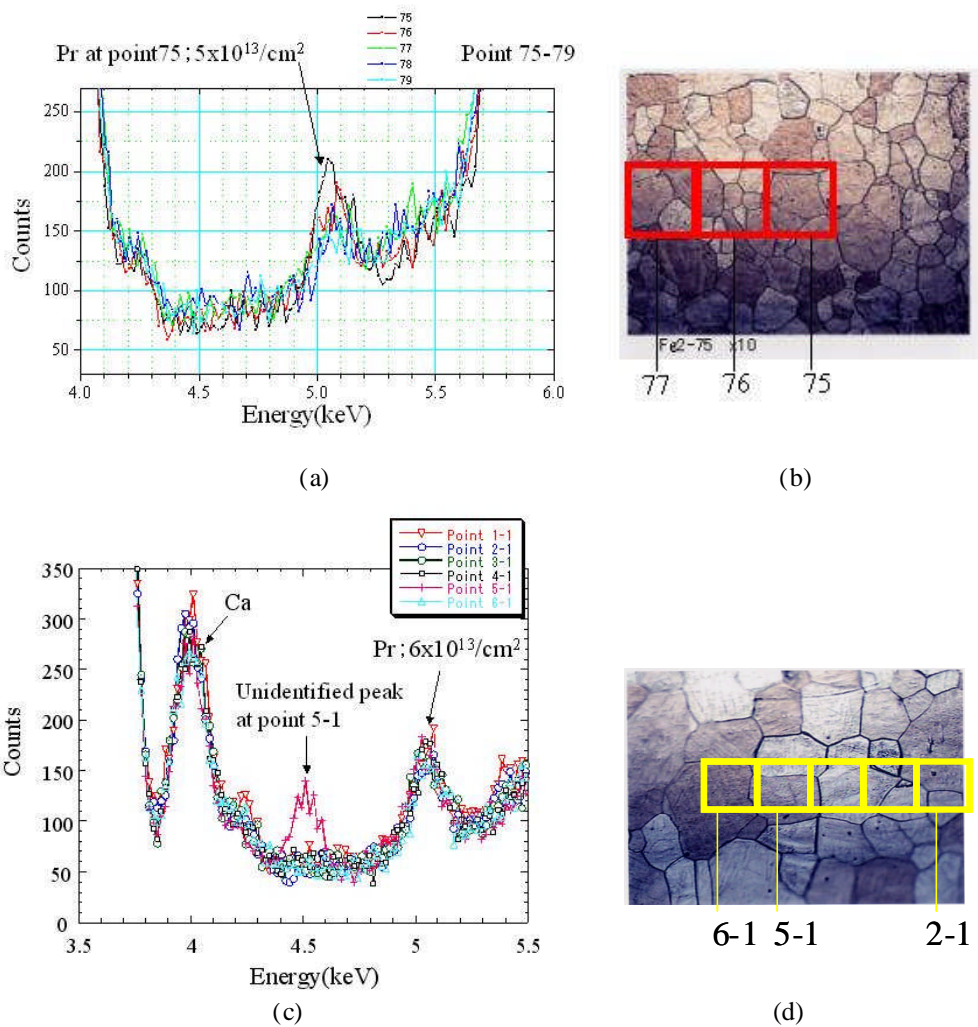 75
76
77
78
79
Pr at point75 ; 5x10¹³/cm²
Point 75-79
250
200
150
100
50
Counts
4.0 4.5 5.0 5.5 6.0
Energy(keV)
(a)
Fe2-75 x10
77 76 75
(b)
Point 1-1
Point 2-1
Point 3-1
Point 4-1
Point 5-1
Point 6-1
350
300
250
200
150
100
50
0
Counts
Ca
Pr ; 6x10¹³/cm²
Unidentified peak
at point 5-1
3.5 4 4.5 5 5.5
Energy(keV)
(c)
6-1 5-1 2-1
(d)